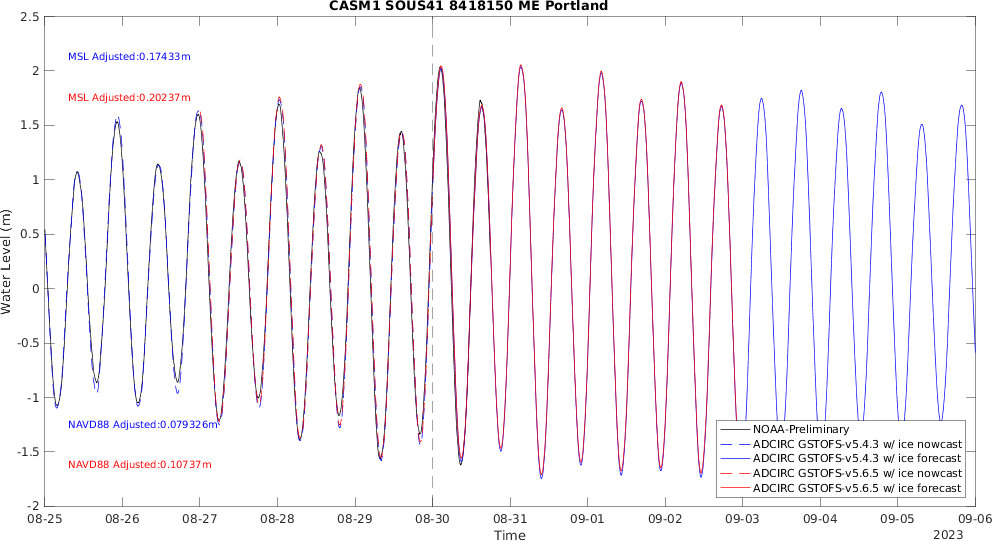 CASM1 SOUS41 8418150 ME Portland
2.5
2
1.5
1
0.5
0
-0.5
-1
-1.5
-2
Water Level (m)
MSL Adjusted:0.17433m
MSL Adjusted:0.20237m
NAVD88 Adjusted:0.079326m
NAVD88 Adjusted:0.10737m
NOAA-Preliminary
ADCIRC GSTOFS-v5.4.3 w/ ice nowcast
ADCIRC GSTOFS-v5.4.3 w/ ice forecast
ADCIRC GSTOFS-v5.6.5 w/ ice nowcast
ADCIRC GSTOFS-v5.6.5 w/ ice forecast
08-25 08-26 08-27 08-28 08-29 08-30 08-31 09-01 09-02 09-03 09-04 09-05 09-06
Time
2023